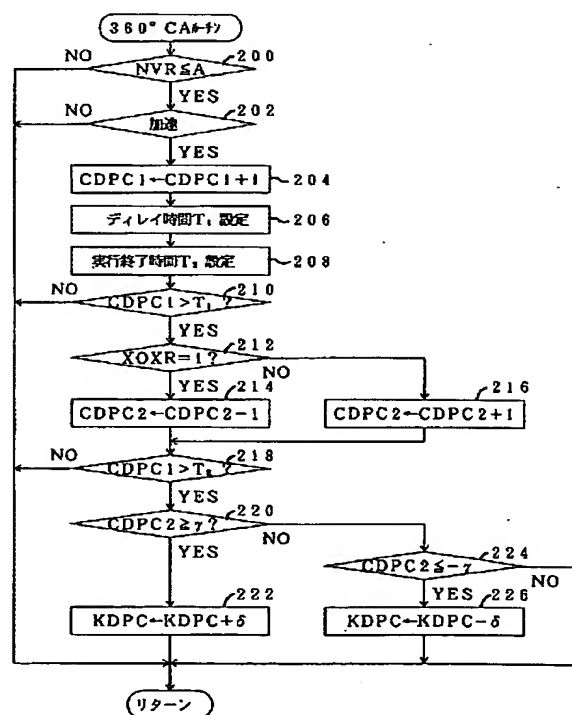 360° CAルーチン
200
NO
NVR≦A
YES
202
NO
加速
YES
CDPC1←CDPC1+1
204
ディレイ時間T₁設定
206
実行終了時間T₂設定
208
NO
210
CDPC1>T₁?
YES
212
XOXR=1?
NO
YES
214
216
CDPC2←CDPC2-1
CDPC2←CDPC2+1
218
NO
CDPC1>T₂?
YES
220
CDPC2≧γ?
NO
YES
224
CDPC2≦-γ
NO
222
YES
226
KDPC←KDPC+δ
KDPC←KDPC-δ
リターン